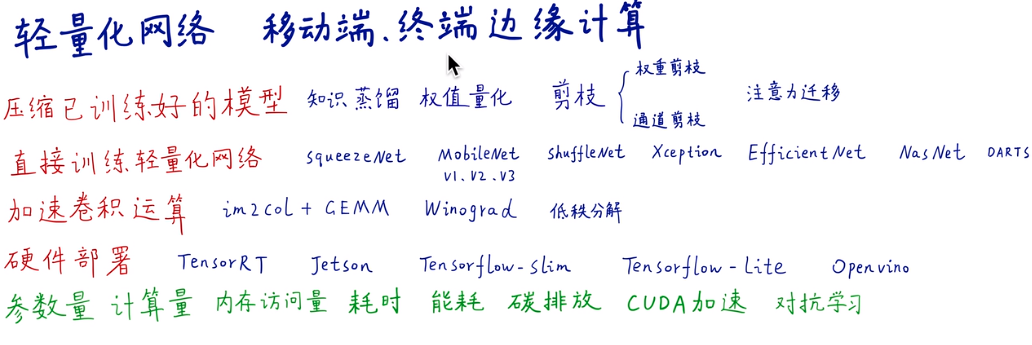 轻量化网络 移动端、终端边缘计算
压缩已训练好的模型 知识蒸馏 权值量化 剪枝 权重剪枝 通道剪枝 注意力迁移
直接训练轻量化网络 SqueezeNet MobileNet ShuffleNet Xception EfficientNet NasNet DARTS
V1、V2、V3
加速卷积运算 im2col + GEMM Winograd 低秩分解
硬件部署 TensorRT Jetson Tensorflow-Slim Tensorflow-Lite Openvino
参数量 计算量 内存访问量 耗时 能耗 碳排放 CUDA加速 对抗学习